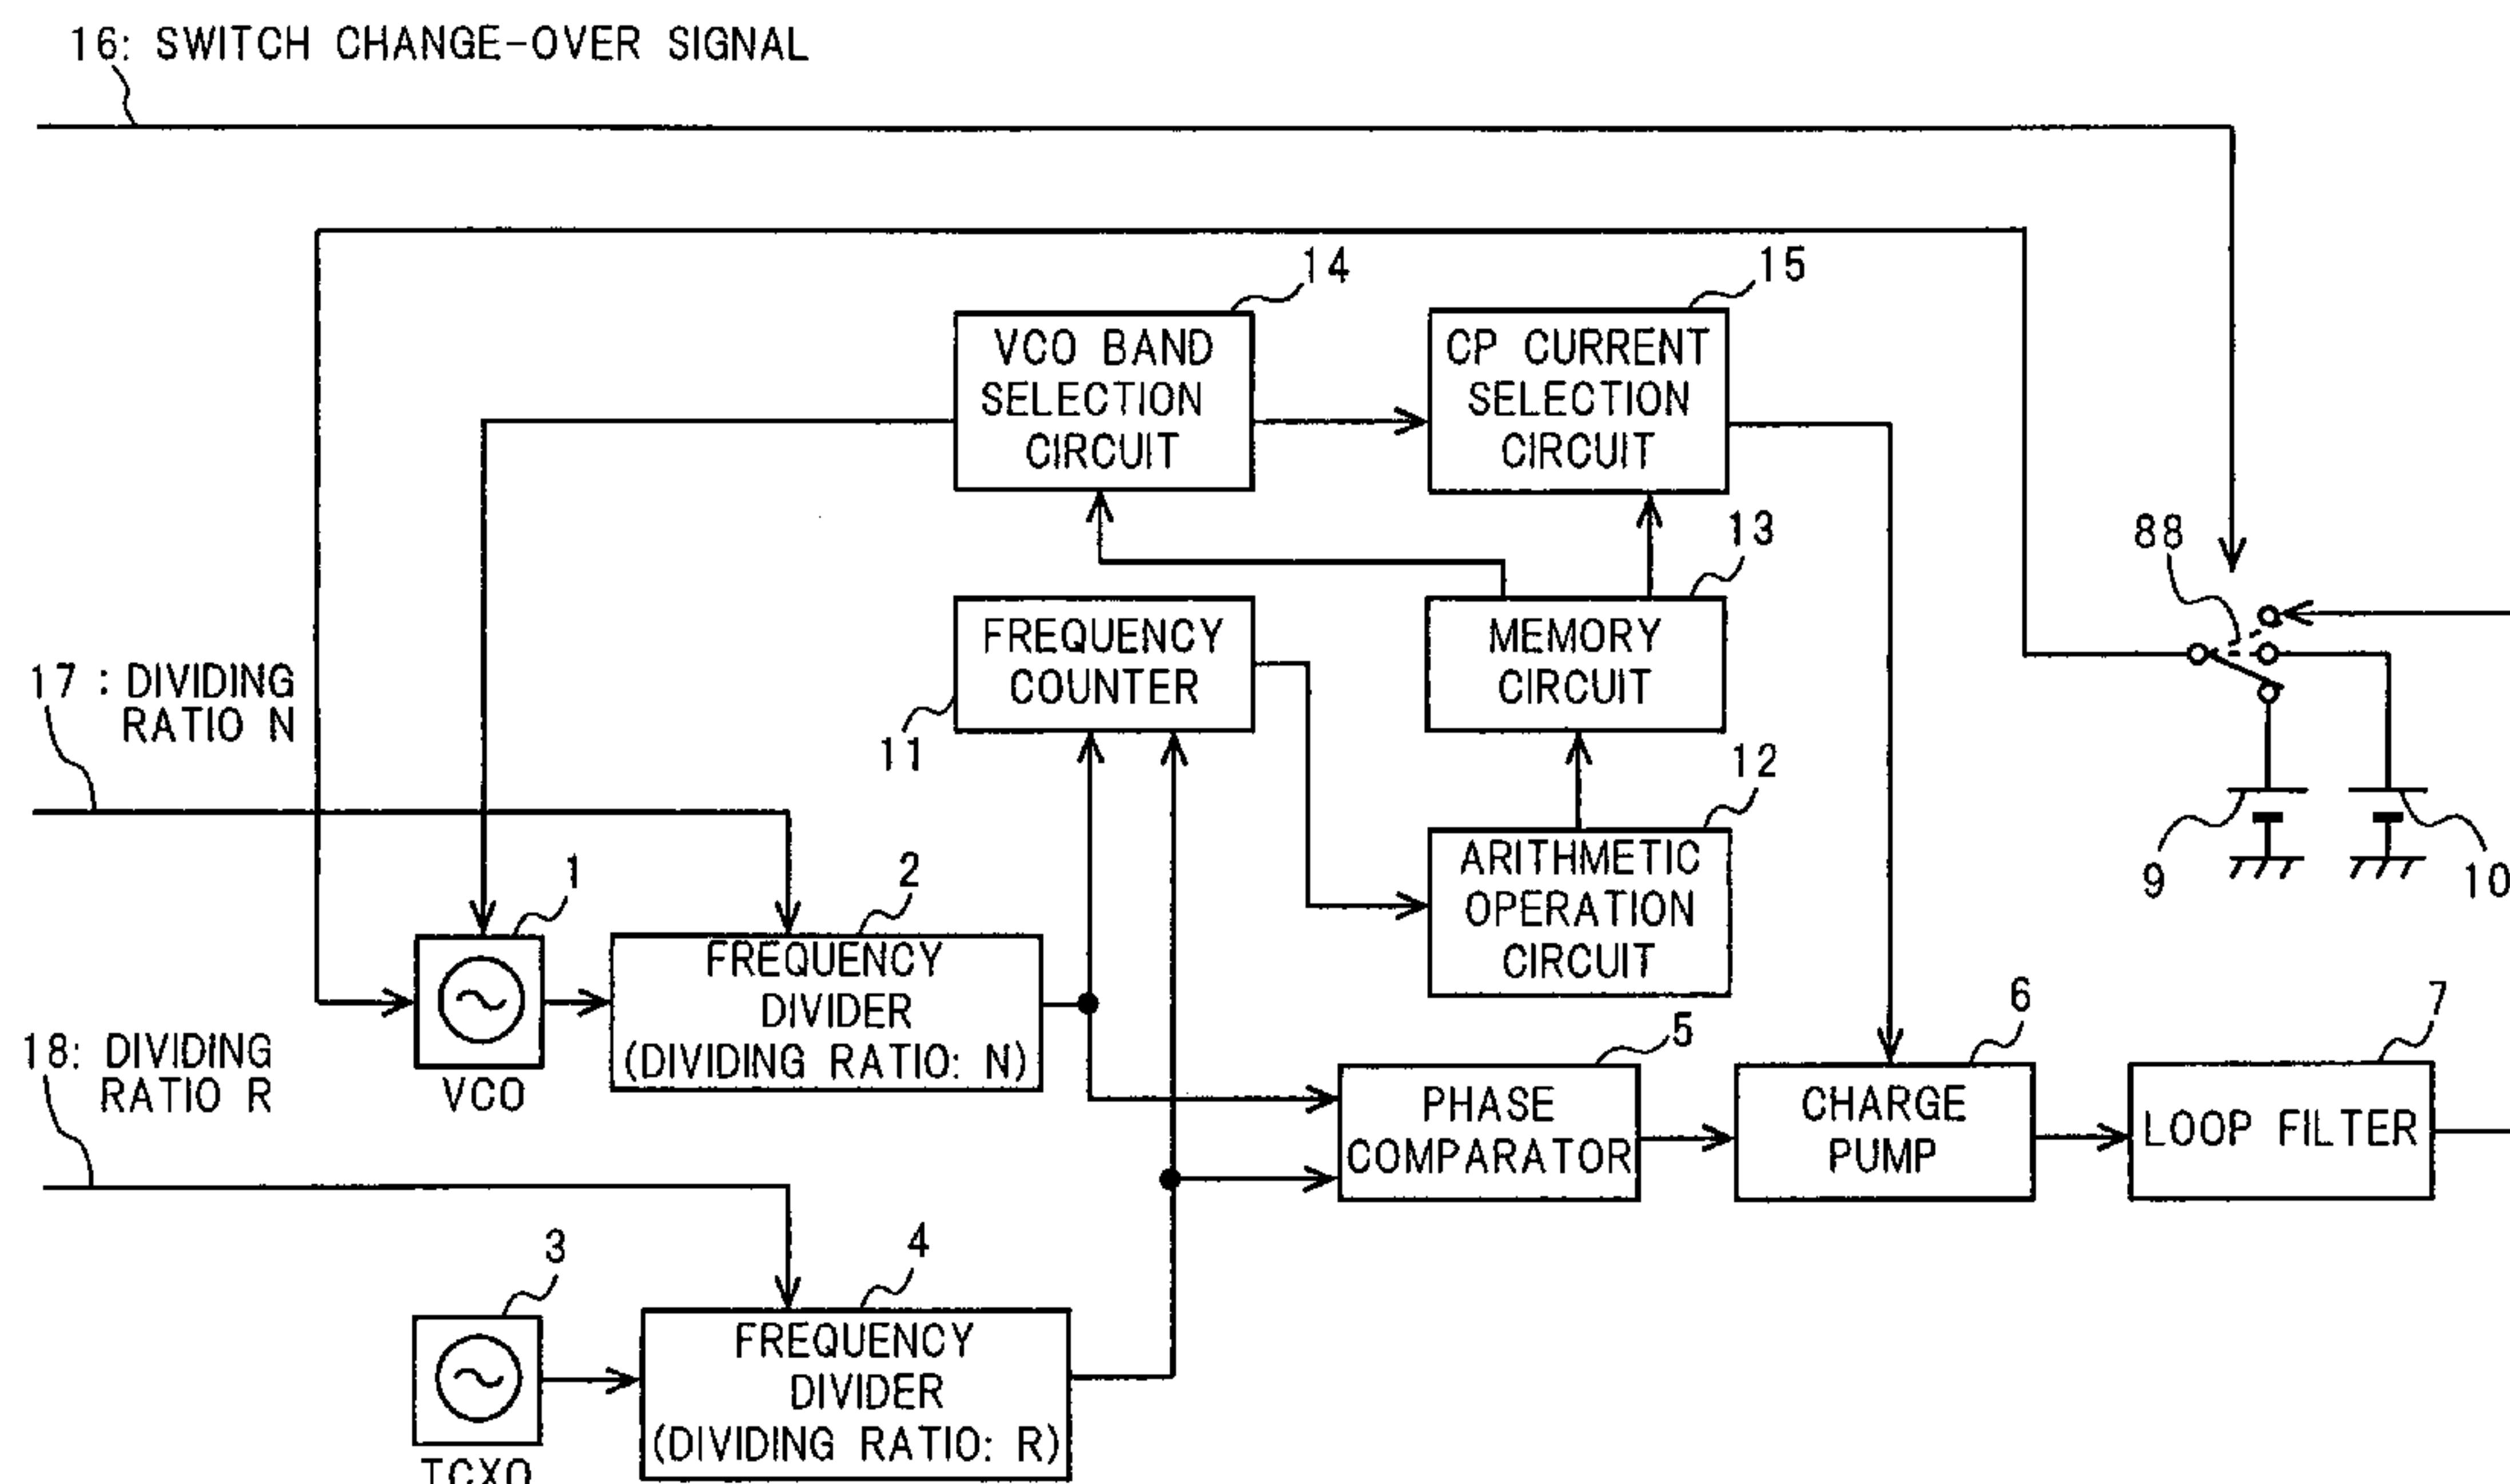 16: SWITCH CHANGE-OVER SIGNAL
14
15
VCO BAND
SELECTION
CIRCUIT
CP CURRENT
SELECTION
CIRCUIT
88
13
FREQUENCY
COUNTER
11
MEMORY
CIRCUIT
17 : DIVIDING
RATIO N
12
9
10
ARITHMETIC
OPERATION
CIRCUIT
1
2
VCO
FREQUENCY
DIVIDER
(DIVIDING RATIO: N)
18: DIVIDING
RATIO R
5
PHASE
COMPARATOR
6
CHARGE
PUMP
7
LOOP FILTER
3
4
TCXO
FREQUENCY
DIVIDER
(DIVIDING RATIO: R)